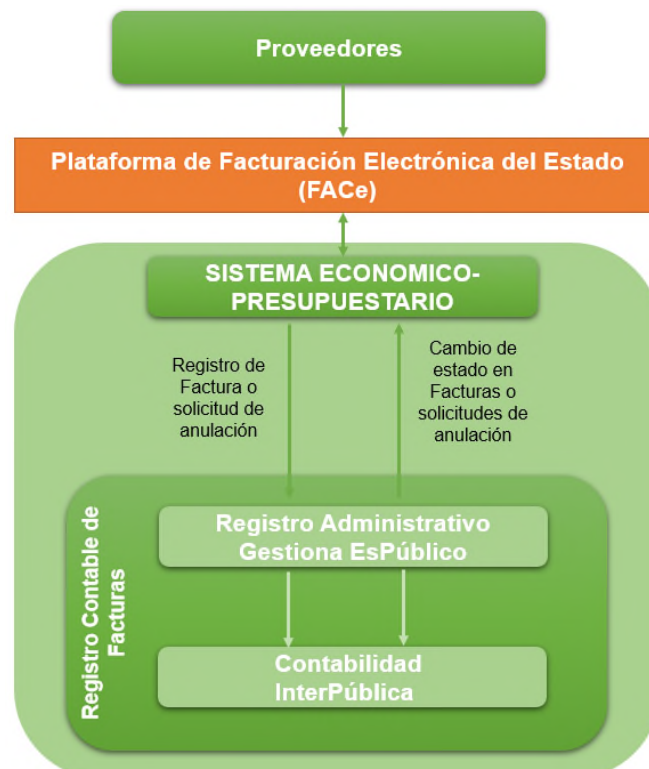 Proveedores
Plataforma de Facturación Electrónica del Estado
(FACe)
SISTEMA ECONOMICO-
PRESUPUESTARIO
Registro de
Factura o
solicitud de
anulación
Cambio de
estado en
Facturas o
solicitudes de
anulación
Registro Contable de
Facturas
Registro Administrativo
Gestiona EsPúblico
Contabilidad
InterPública